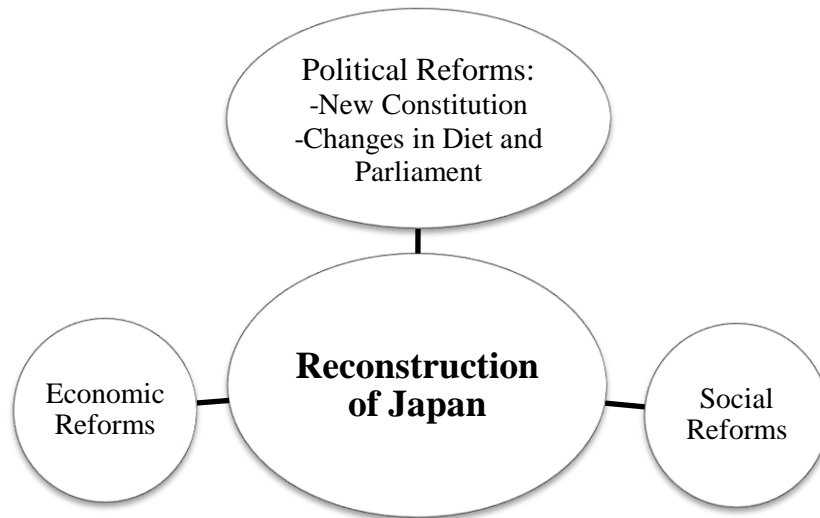 Political Reforms:
-New Constitution
-Changes in Diet and
Parliament
Reconstruction
of Japan
Economic
Reforms
Social
Reforms